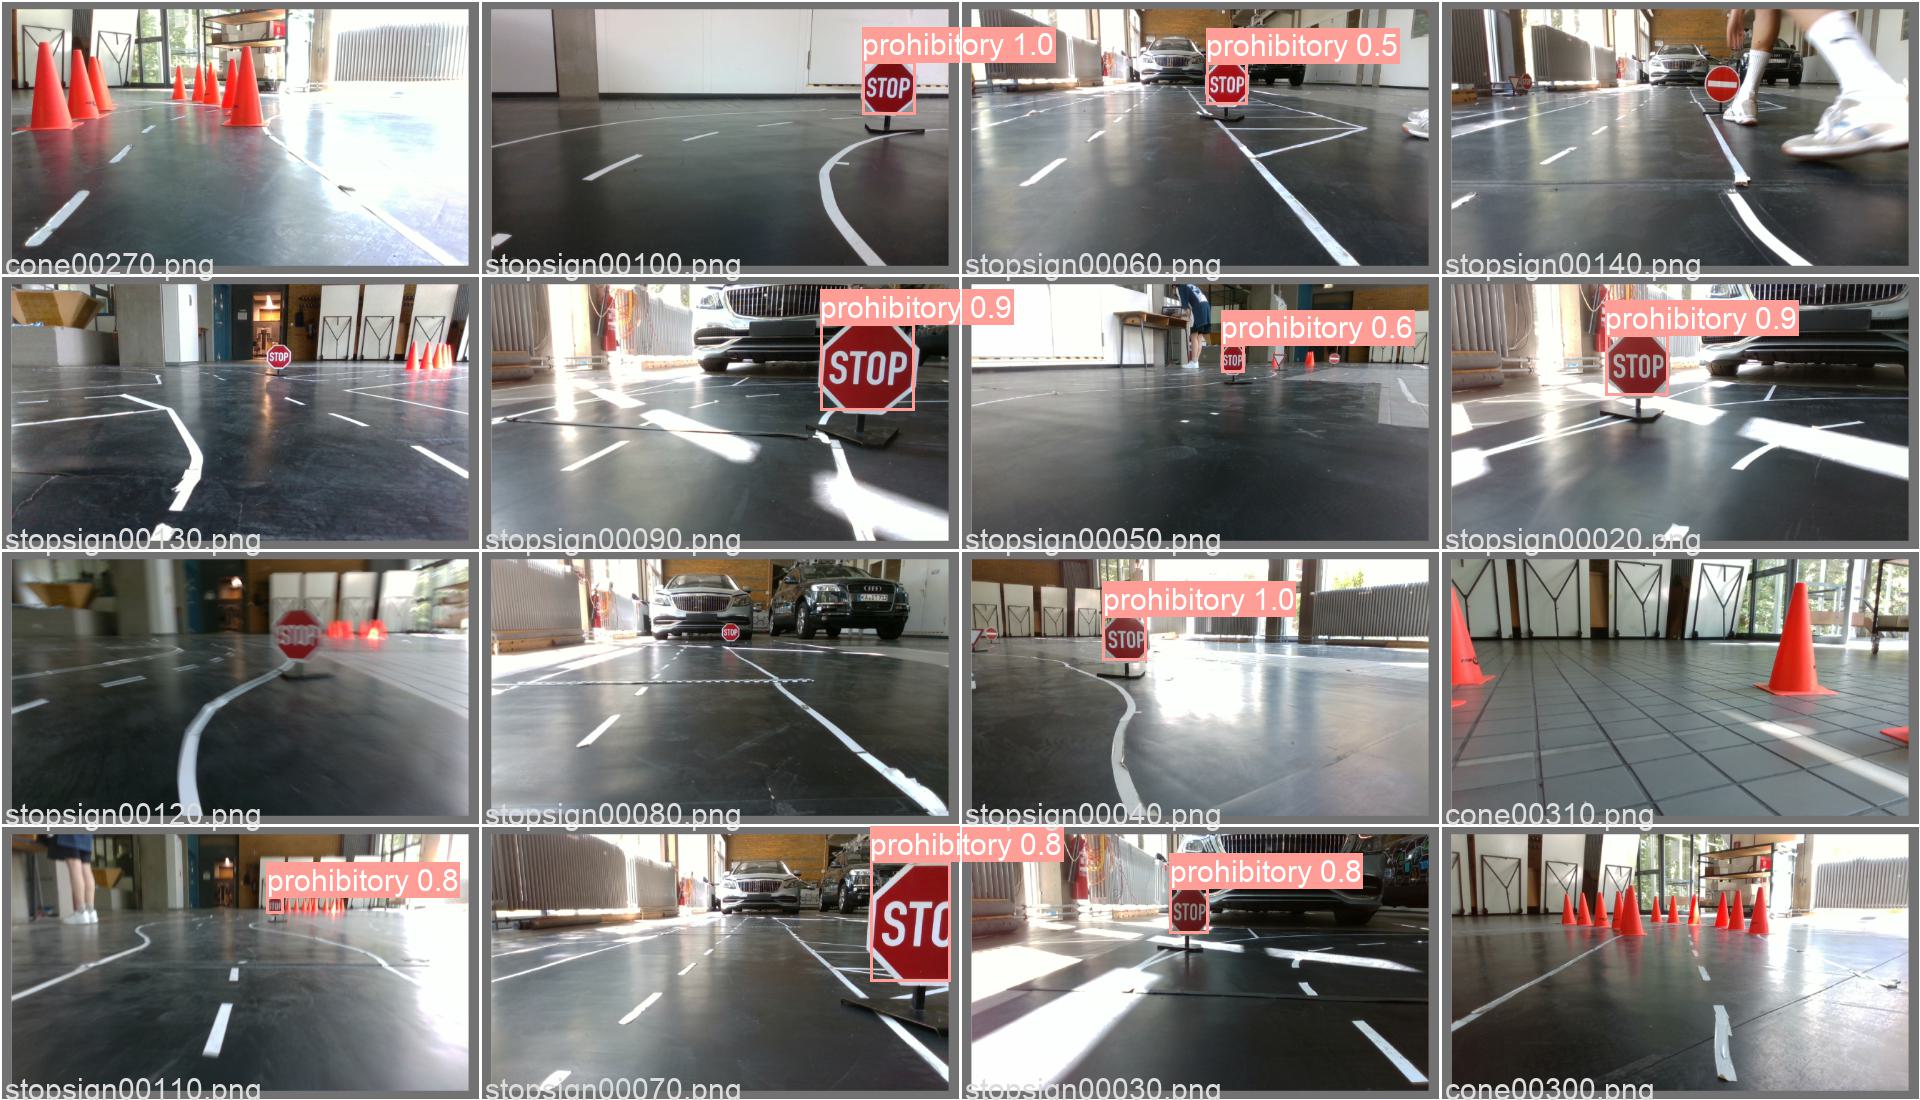 cone00270.png
prohibitory 1.0
STOP
stopsign00100.png
prohibitory 0.5
STOP
stopsign00060.png
stopsign00140.png
STOP
stopsign00130.png
prohibitory 0.9
STOP
stopsign00090.png
prohibitory 0.6
STOP
stopsign00050.png
prohibitory 0.9
STOP
stopsign00020.png
STOP
stopsign00120.png
STOP
stopsign00080.png
prohibitory 1.0
STOP
stopsign00040.png
cone00310.png
prohibitory 0.8
stopsign00110.png
prohibitory 0.8
STO
stopsign00070.png
prohibitory 0.8
STOP
stopsign00030.png
cone00300.png